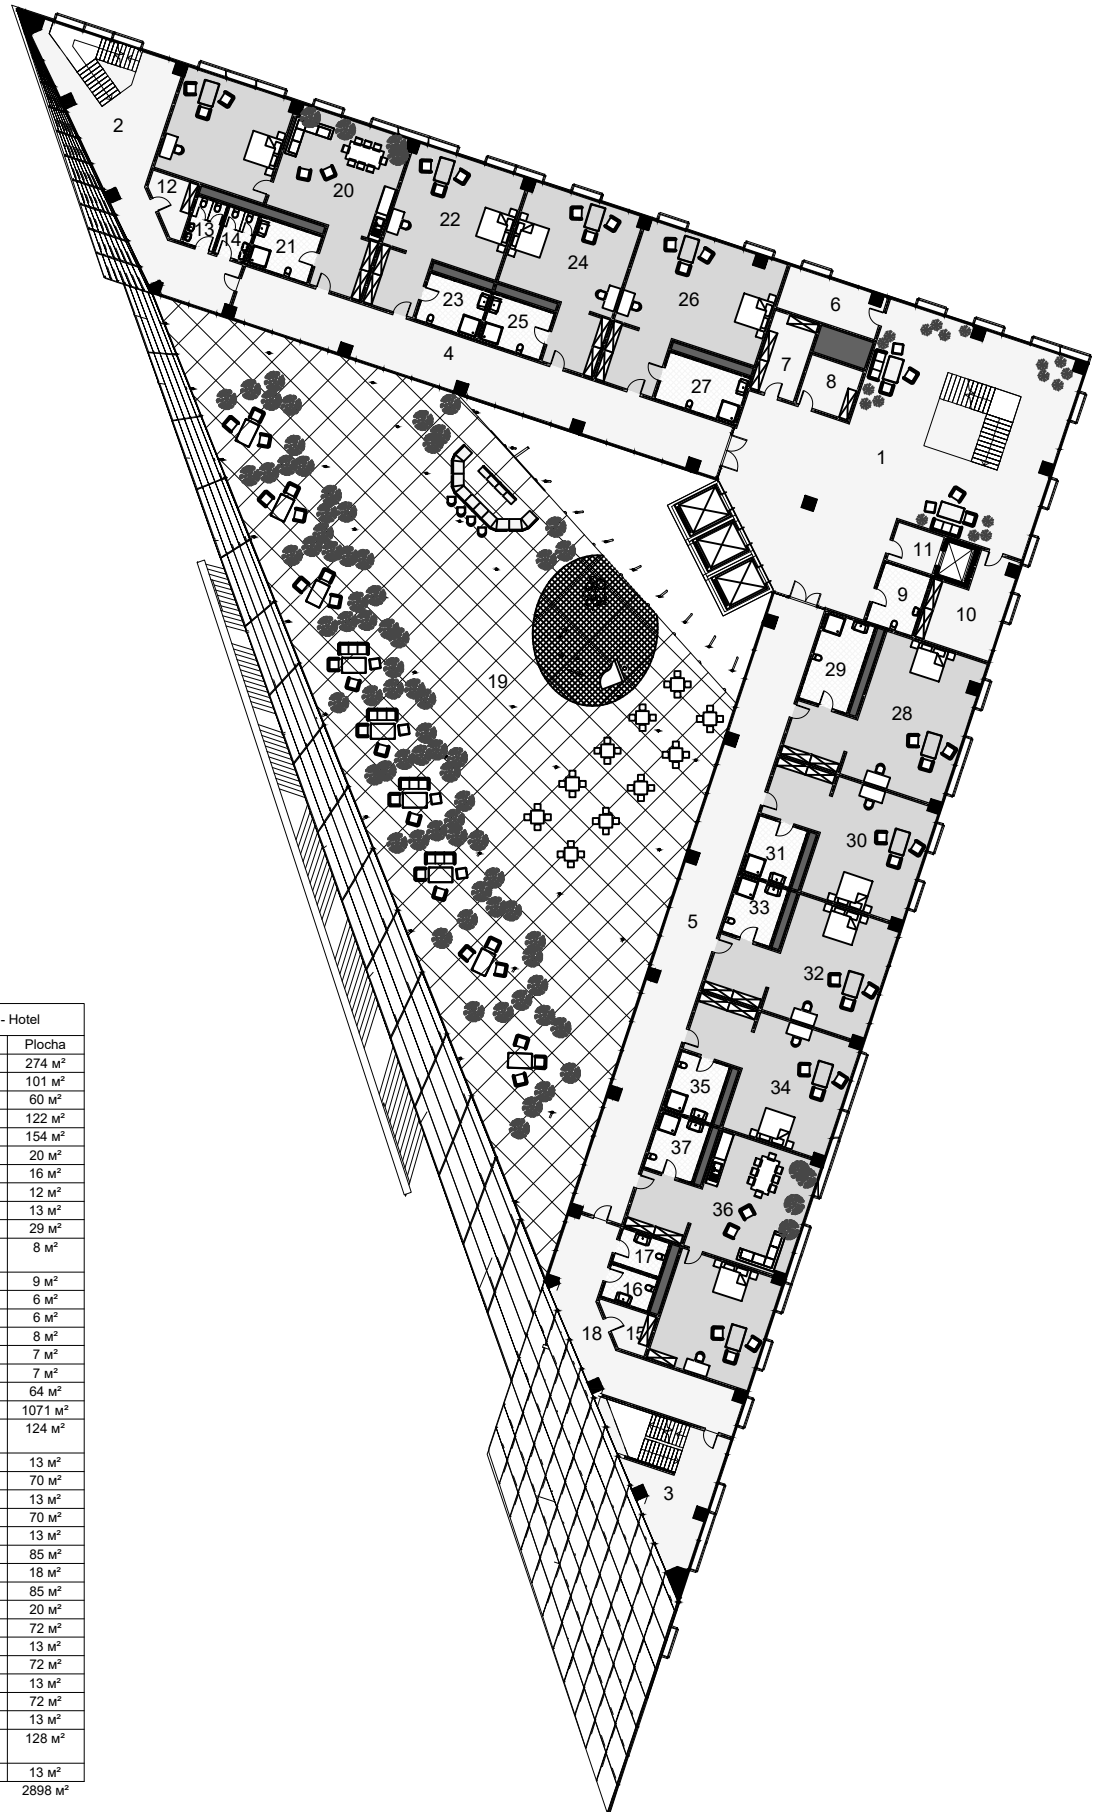 2
12
13
14
20
21
22
23
24
25
26
27
4
6
7
8
1
11
9
10
29
28
19
30
31
33
5
32
35
34
37
36
17
16
18
15
3
- Hotel
Plocha
274 м²
101 м²
60 м²
122 м²
154 м²
20 м²
16 м²
12 м²
13 м²
29 м²
8 м²
9 м²
6 м²
6 м²
8 м²
7 м²
7 м²
64 м²
1071 м²
124 м²
13 м²
70 м²
13 м²
70 м²
13 м²
85 м²
18 м²
85 м²
20 м²
72 м²
13 м²
72 м²
13 м²
72 м²
13 м²
128 м²
13 м²
2898 м²